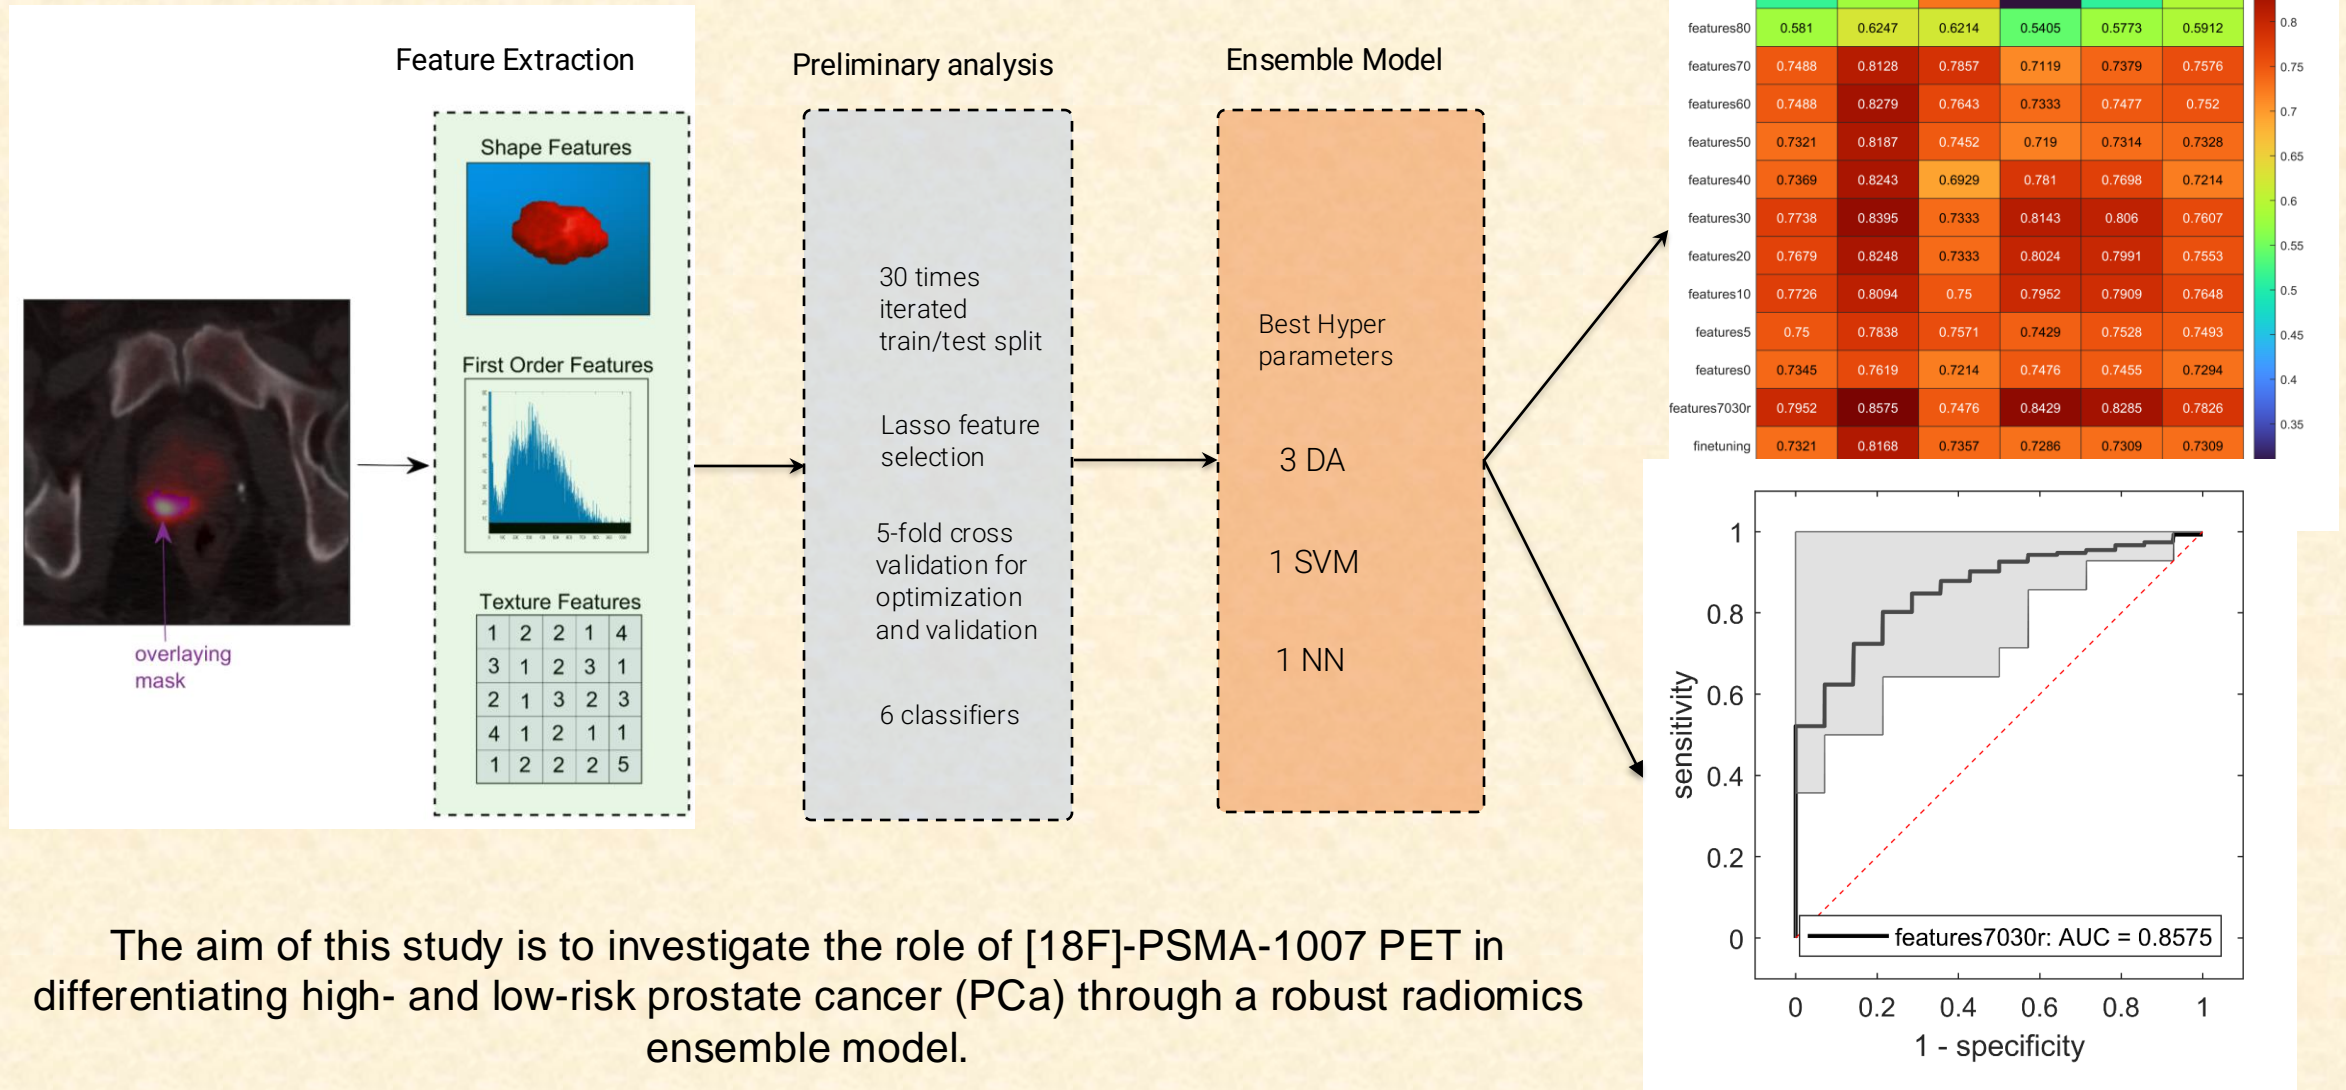 Feature Extraction
Shape Features
First Order Features
Texture Features
1 2 2 1 4
3 1 2 3 1
2 1 3 2 3
4 1 2 1 1
1 2 2 2 5
overlaying
mask
Preliminary analysis
30 times
iterated
train/test split
Lasso feature
selection
5-fold cross
validation for
optimization
and validation
6 classifiers
Ensemble Model
Best Hyper
parameters
3 DA
1 SVM
1 NN
features80 0.581 0.6247 0.6214 0.5405 0.5773 0.5912
features70 0.7488 0.8128 0.7857 0.7119 0.7379 0.7576
features60 0.7488 0.8279 0.7643 0.7333 0.7477 0.752
features50 0.7321 0.8187 0.7452 0.719 0.7314 0.7328
features40 0.7369 0.8243 0.6929 0.781 0.7698 0.7214
features30 0.7738 0.8395 0.7333 0.8143 0.806 0.7607
features20 0.7679 0.8248 0.7333 0.8024 0.7991 0.7553
features10 0.7726 0.8094 0.75 0.7952 0.7909 0.7648
features5 0.75 0.7838 0.7571 0.7429 0.7528 0.7493
features0 0.7345 0.7619 0.7214 0.7476 0.7455 0.7294
features7030r 0.7952 0.8575 0.7476 0.8429 0.8285 0.7826
finetuning 0.7321 0.8168 0.7357 0.7286 0.7309 0.7309
0.8
0.75
0.7
0.65
0.6
0.55
0.5
0.45
0.4
0.35
1
0.8
0.6
0.4
0.2
0
sensitivity
features7030r: AUC = 0.8575
0 0.2 0.4 0.6 0.8 1
1 - specificity
The aim of this study is to investigate the role of [18F]-PSMA-1007 PET in
differentiating high- and low-risk prostate cancer (PCa) through a robust radiomics
ensemble model.